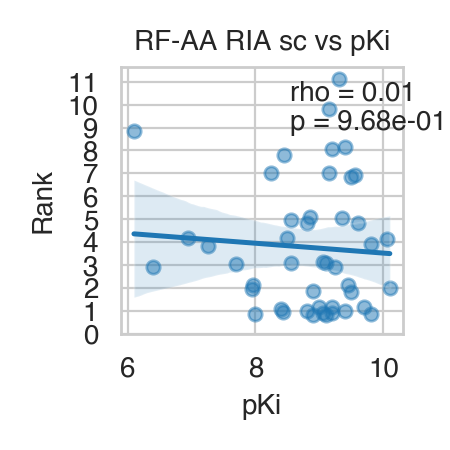 RF-AA RIA sc vs pKi
rho = 0.01
p = 9.68e-01
11
10
9
8
7
6
5
4
3
2
1
0
Rank
6 8 10
pKi